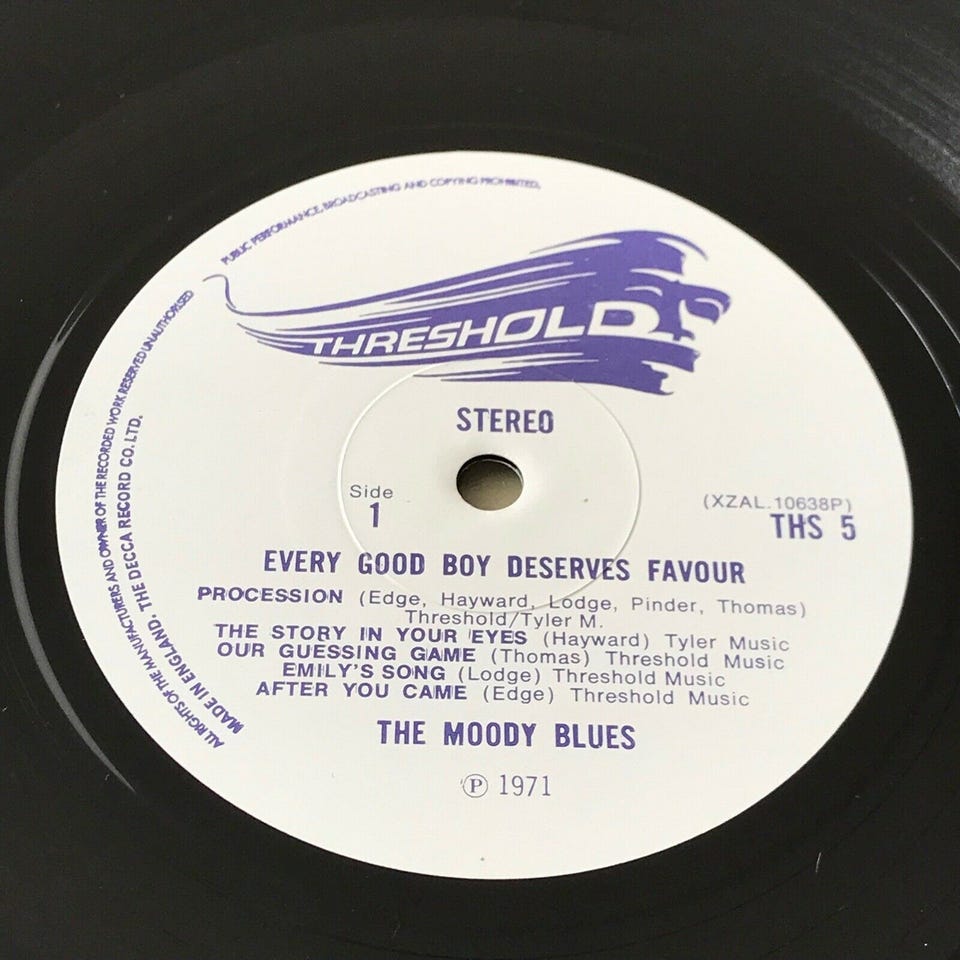 PUBLIC PERFORMANCE, BROADCASTING AND COPYING PROHIBITED.
ALL RIGHTS OF THE MANUFACTURERS AND OWNER OF THE RECORDED WORK RESERVED UNAUTHORISED
MADE IN ENGLAND. THE DECCA RECORD CO. LTD.
THRESHOLD
STEREO
Side
1
(XZAL.10638P)
THS 5
EVERY GOOD BOY DESERVES FAVOUR
PROCESSION (Edge, Hayward, Lodge, Pinder, Thomas)
Threshold/Tyler M.
THE STORY IN YOUR EYES (Hayward) Tyler Music
OUR GUESSING GAME (Thomas) Threshold Music
EMILY'S SONG (Lodge) Threshold Music
AFTER YOU CAME (Edge) Threshold Music
THE MOODY BLUES
Ⓟ 1971